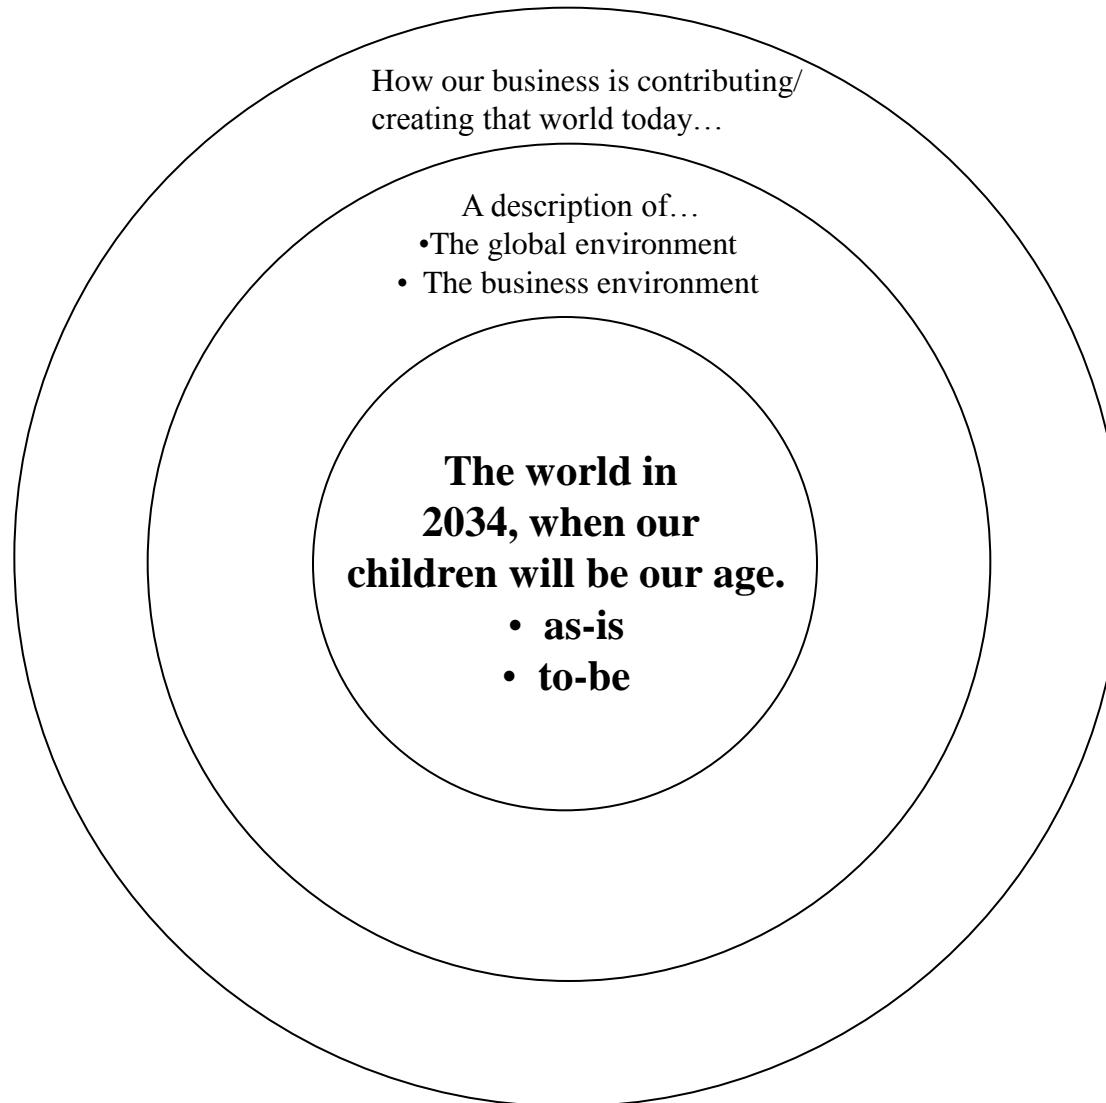 How our business is contributing/
creating that world today…
A description of…
•The global environment
• The business environment
The world in
2034, when our
children will be our age.
• as-is
• to-be